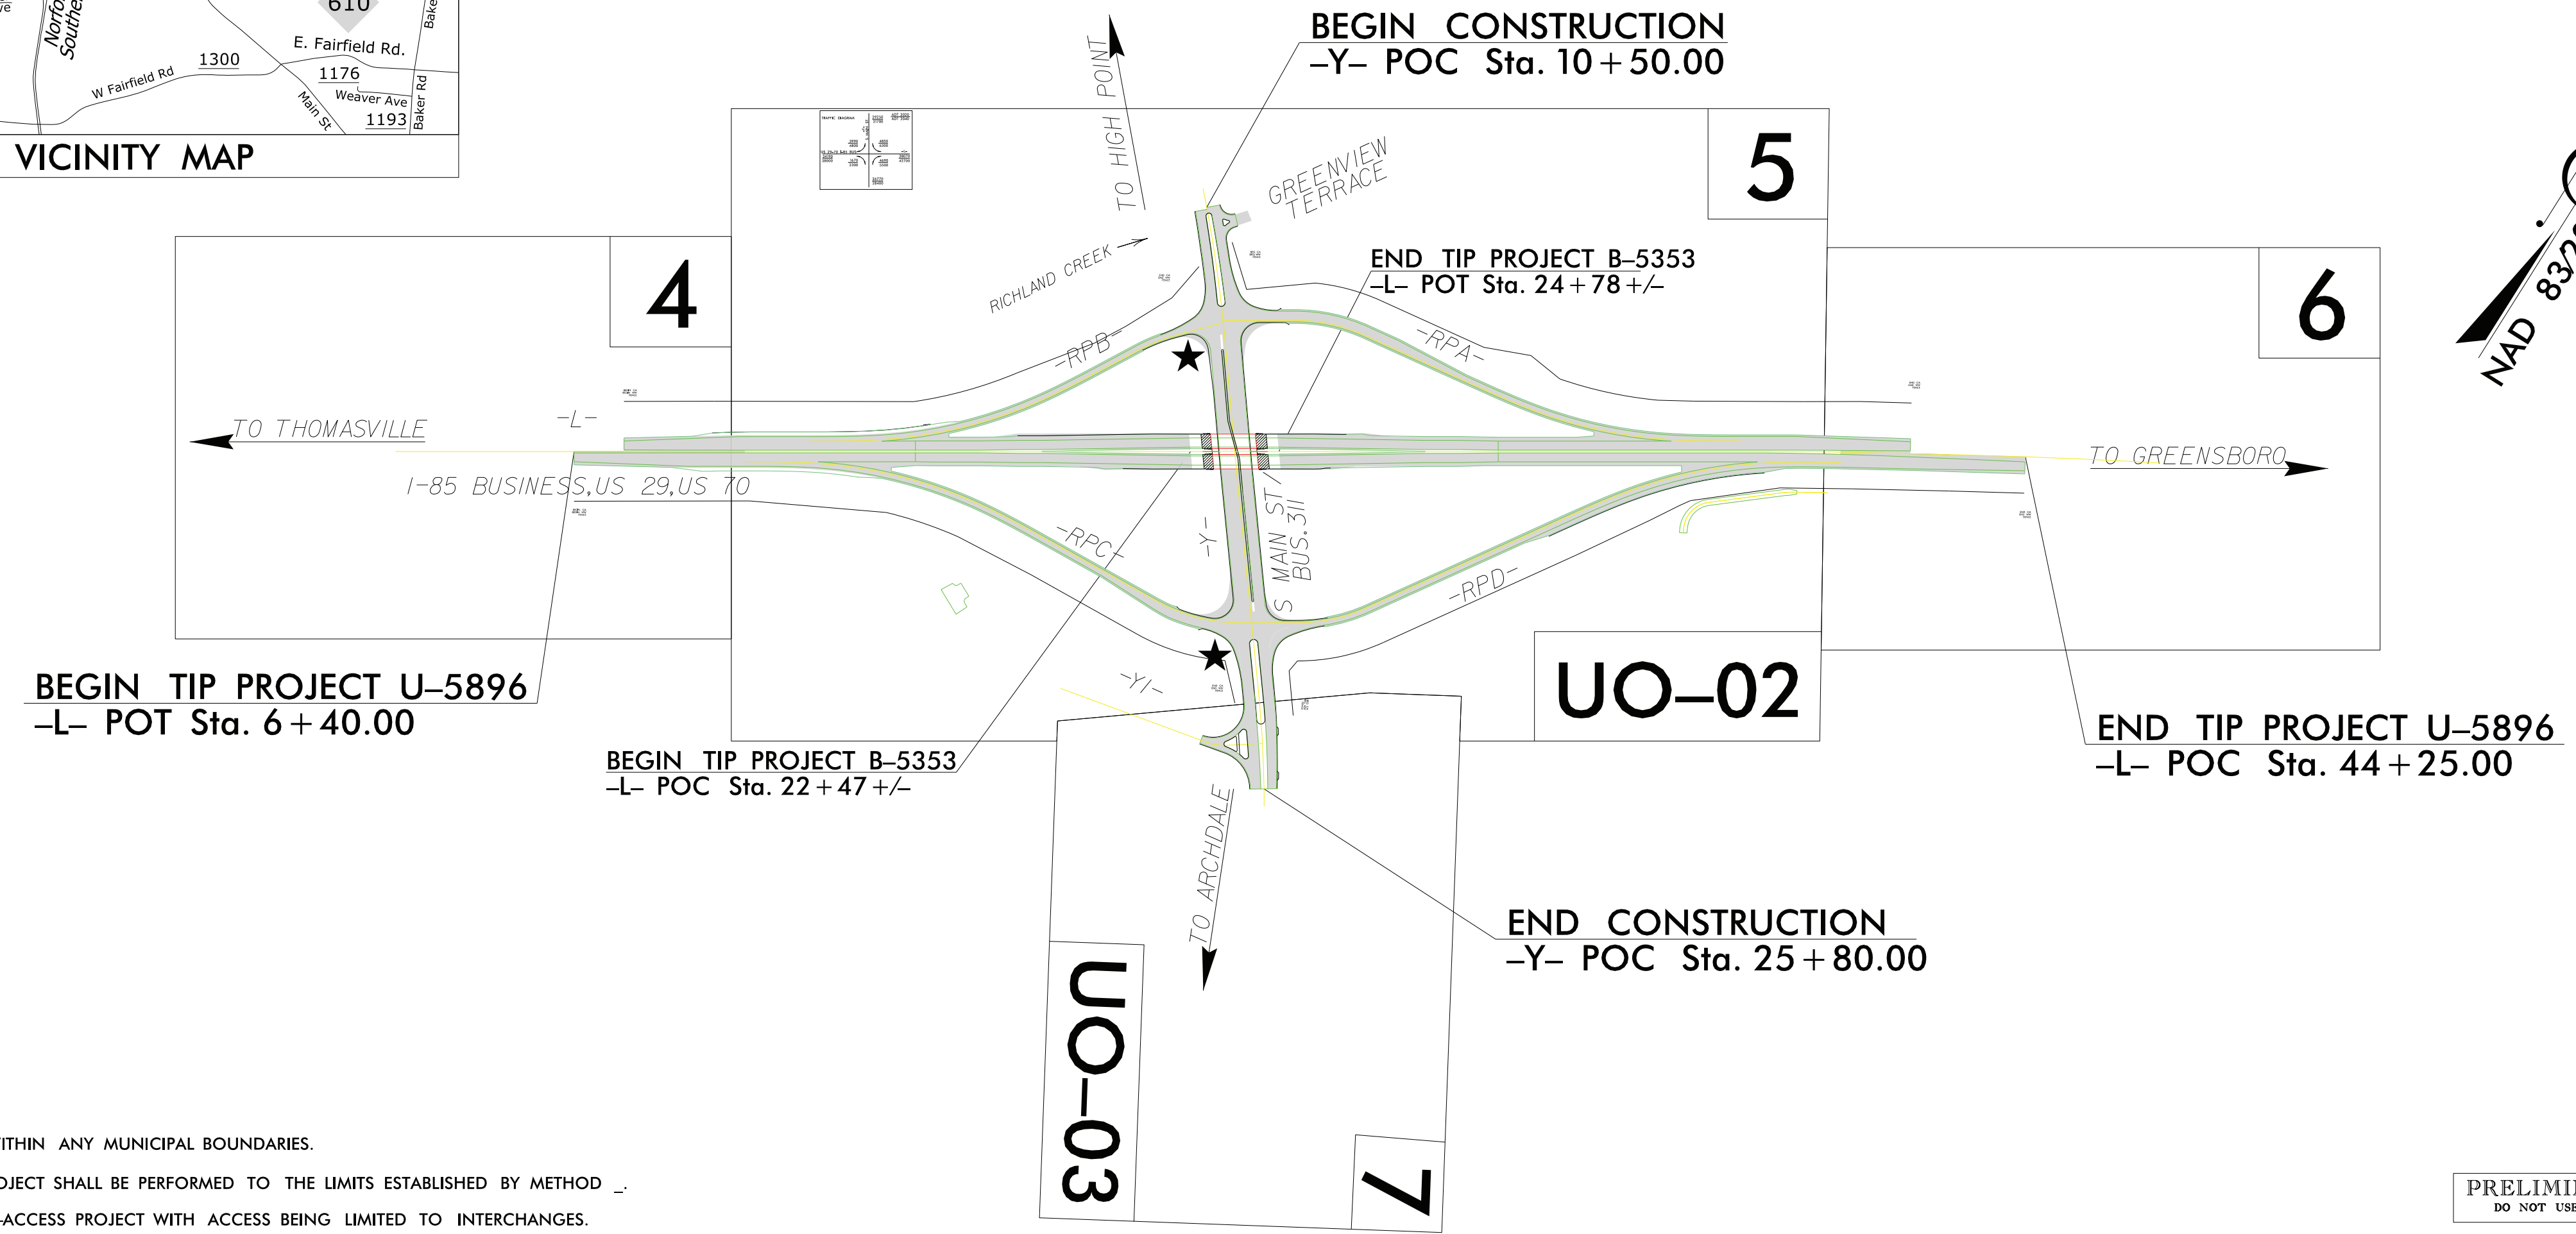 Norfo
Southe
610
E. Fairfield Rd.
1300
W Fairfield Rd
1176
Weaver Ave
Main St
1193
Baker Rd
Bake
VICINITY MAP
BEGIN CONSTRUCTION
–Y– POC Sta. 10+50.00
TO HIGH POINT
GREENVIEW
TERRACE
RICHLAND CREEK
TRAFFIC DIAGRAM
5
END TIP PROJECT B–5353
–L– POT Sta. 24+78 +/–
4
6
NAD 83/
-RPB-
-RPA-
-L-
TO THOMASVILLE
TO GREENSBORO
I-85 BUSINESS,US 29,US 70
-Y-
S MAIN ST /
BUS.311
-RPC-
-RPD-
BEGIN TIP PROJECT U–5896
–L– POT Sta. 6+40.00
-Y1-
UO–02
BEGIN TIP PROJECT B–5353
–L– POC Sta. 22+47 +/–
END TIP PROJECT U–5896
–L– POC Sta. 44+25.00
TO ARCHDALE
END CONSTRUCTION
–Y– POC Sta. 25+80.00
UO–03
7
ITHIN ANY MUNICIPAL BOUNDARIES.
OJECT SHALL BE PERFORMED TO THE LIMITS ESTABLISHED BY METHOD _.
-ACCESS PROJECT WITH ACCESS BEING LIMITED TO INTERCHANGES.
PRELIMI
DO NOT USE